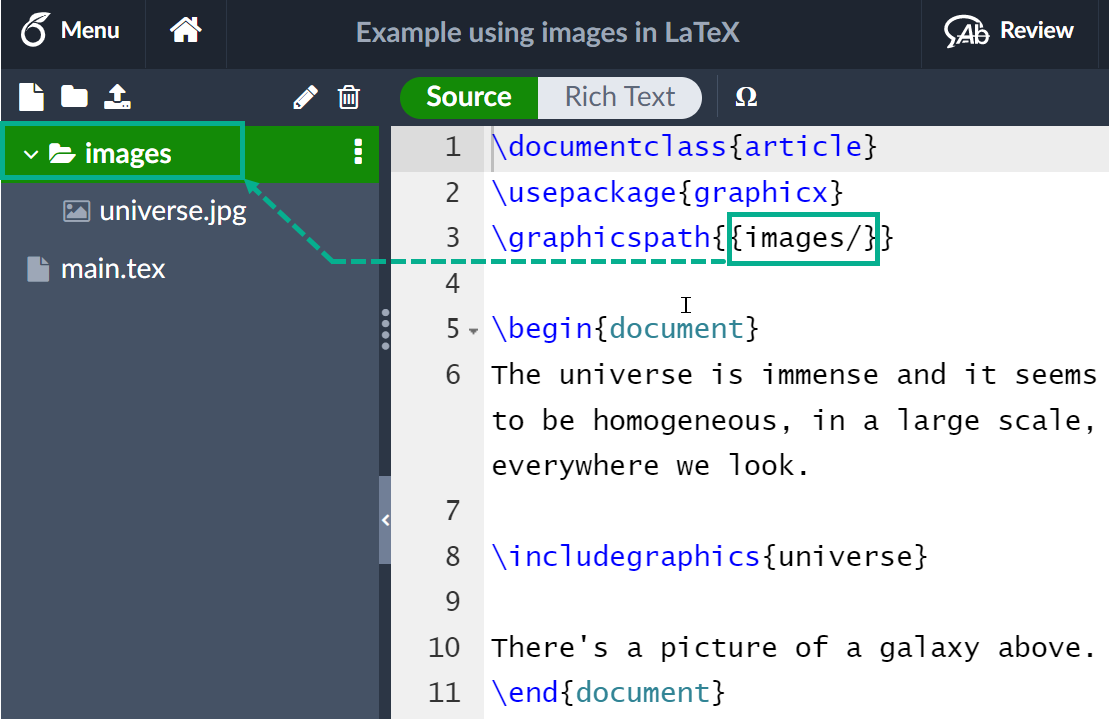 Menu
Example using images in LaTeX
Review
Source
Rich Text
Ω
images
universe.jpg
main.tex
1 \documentclass{article}
2 \usepackage{graphicx}
3 \graphicspath{{images/}}
4
5 \begin{document}
6 The universe is immense and it seems
to be homogeneous, in a large scale,
everywhere we look.
7
8 \includegraphics{universe}
9
10 There's a picture of a galaxy above.
11 \end{document}